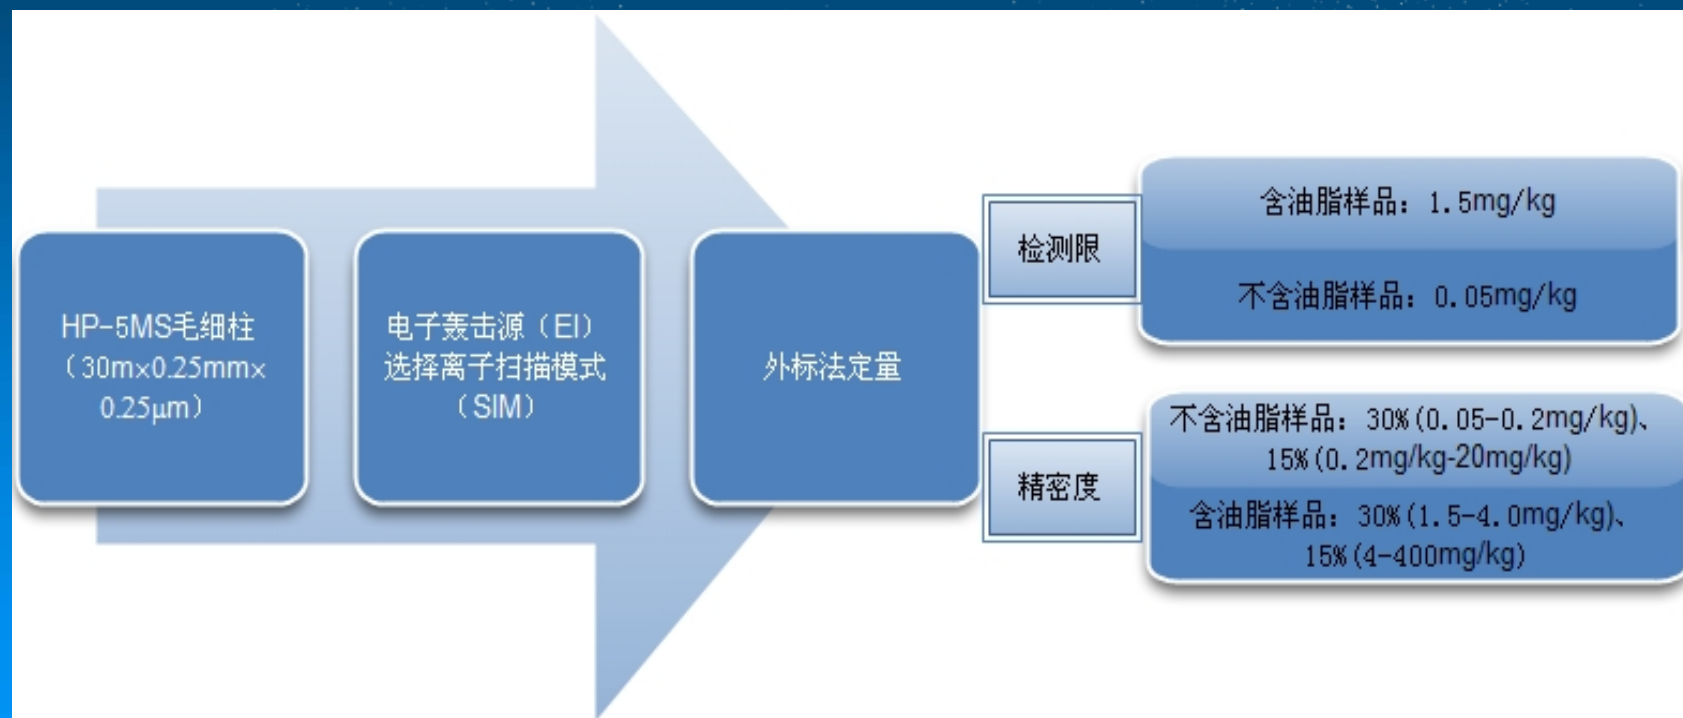 HP-5MS毛细柱
（30m×0.25mm×
0.25μm）
电子轰击源（EI）
选择离子扫描模式
（SIM）
外标法定量
检测限
含油脂样品：1.5mg/kg
不含油脂样品：0.05mg/kg
精密度
不含油脂样品：30%(0.05-0.2mg/kg)、
15%(0.2mg/kg-20mg/kg)
含油脂样品：30%(1.5-4.0mg/kg)、
15%(4-400mg/kg)